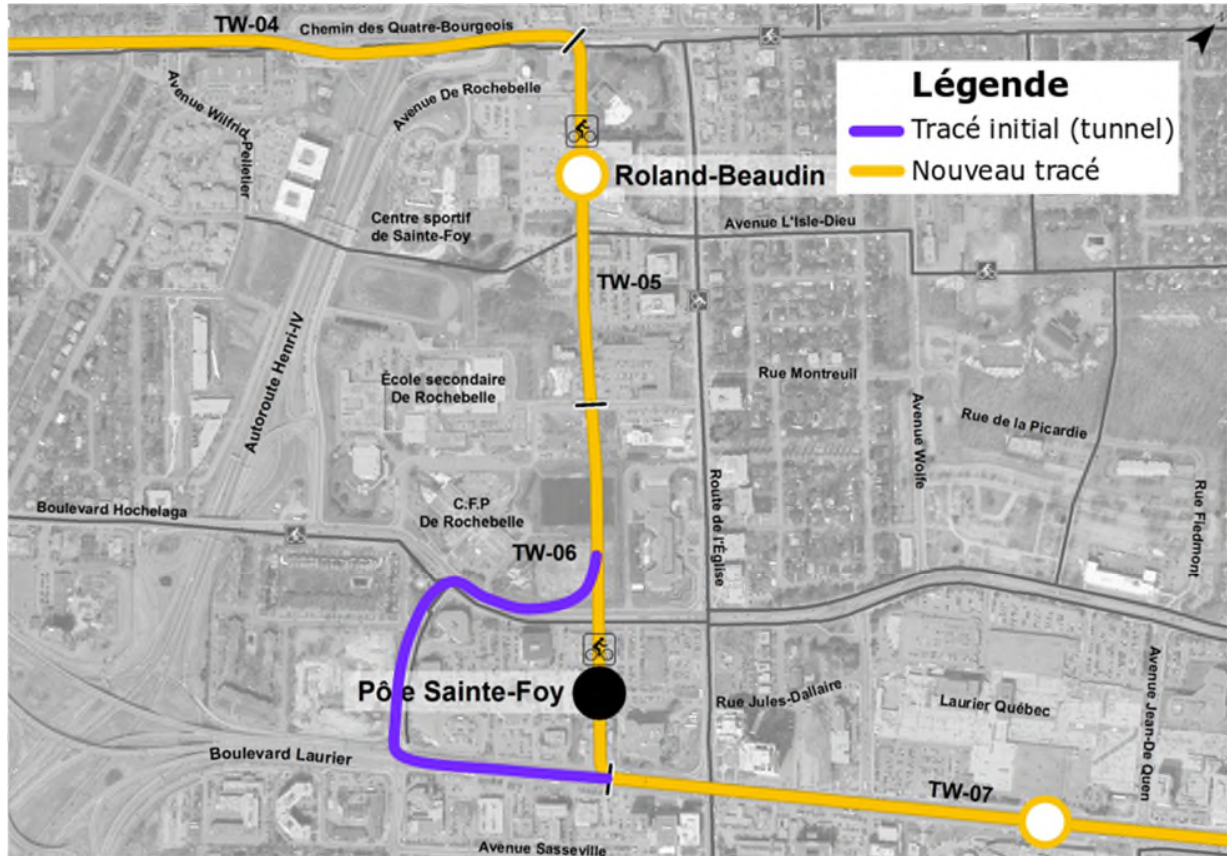 TW-04
Chemin des Quatre-Bourgeois
Avenue Wilfrid-Pelletier
Avenue De Rochebelle
Légende
Tracé initial (tunnel)
Nouveau tracé
Roland-Beaudin
Centre sportif
de Sainte-Foy
Avenue L'Isle-Dieu
TW-05
Autoroute Henri-IV
École secondaire
De Rochebelle
Rue Montreuil
Avenue Wolfe
Rue de la Picardie
Boulevard Hochelaga
C.F.P
De Rochebelle
Route de l'Église
Rue Fiedmont
TW-06
Pôle Sainte-Foy
Rue Jules-Dallaire
Laurier Québec
Avenue Jean-De Quen
Boulevard Laurier
TW-07
Avenue Sasseville